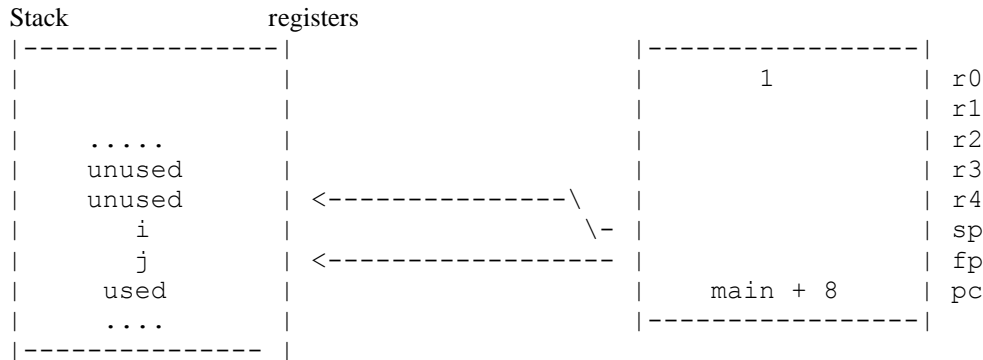 Stack                    registers
|----------------|                      |-----------------|
|                |                      |       1         | r0
|                |                      |                 | r1
|    .....       |                      |                 | r2
|    unused      |                      |                 | r3
|    unused      | <---------------\    |                 | r4
|       i        |                  \-  |                 | sp
|       j        | <------------------  |                 | fp
|     used       |                      |    main + 8     | pc
|     ....       |                      |-----------------|
|--------------- |